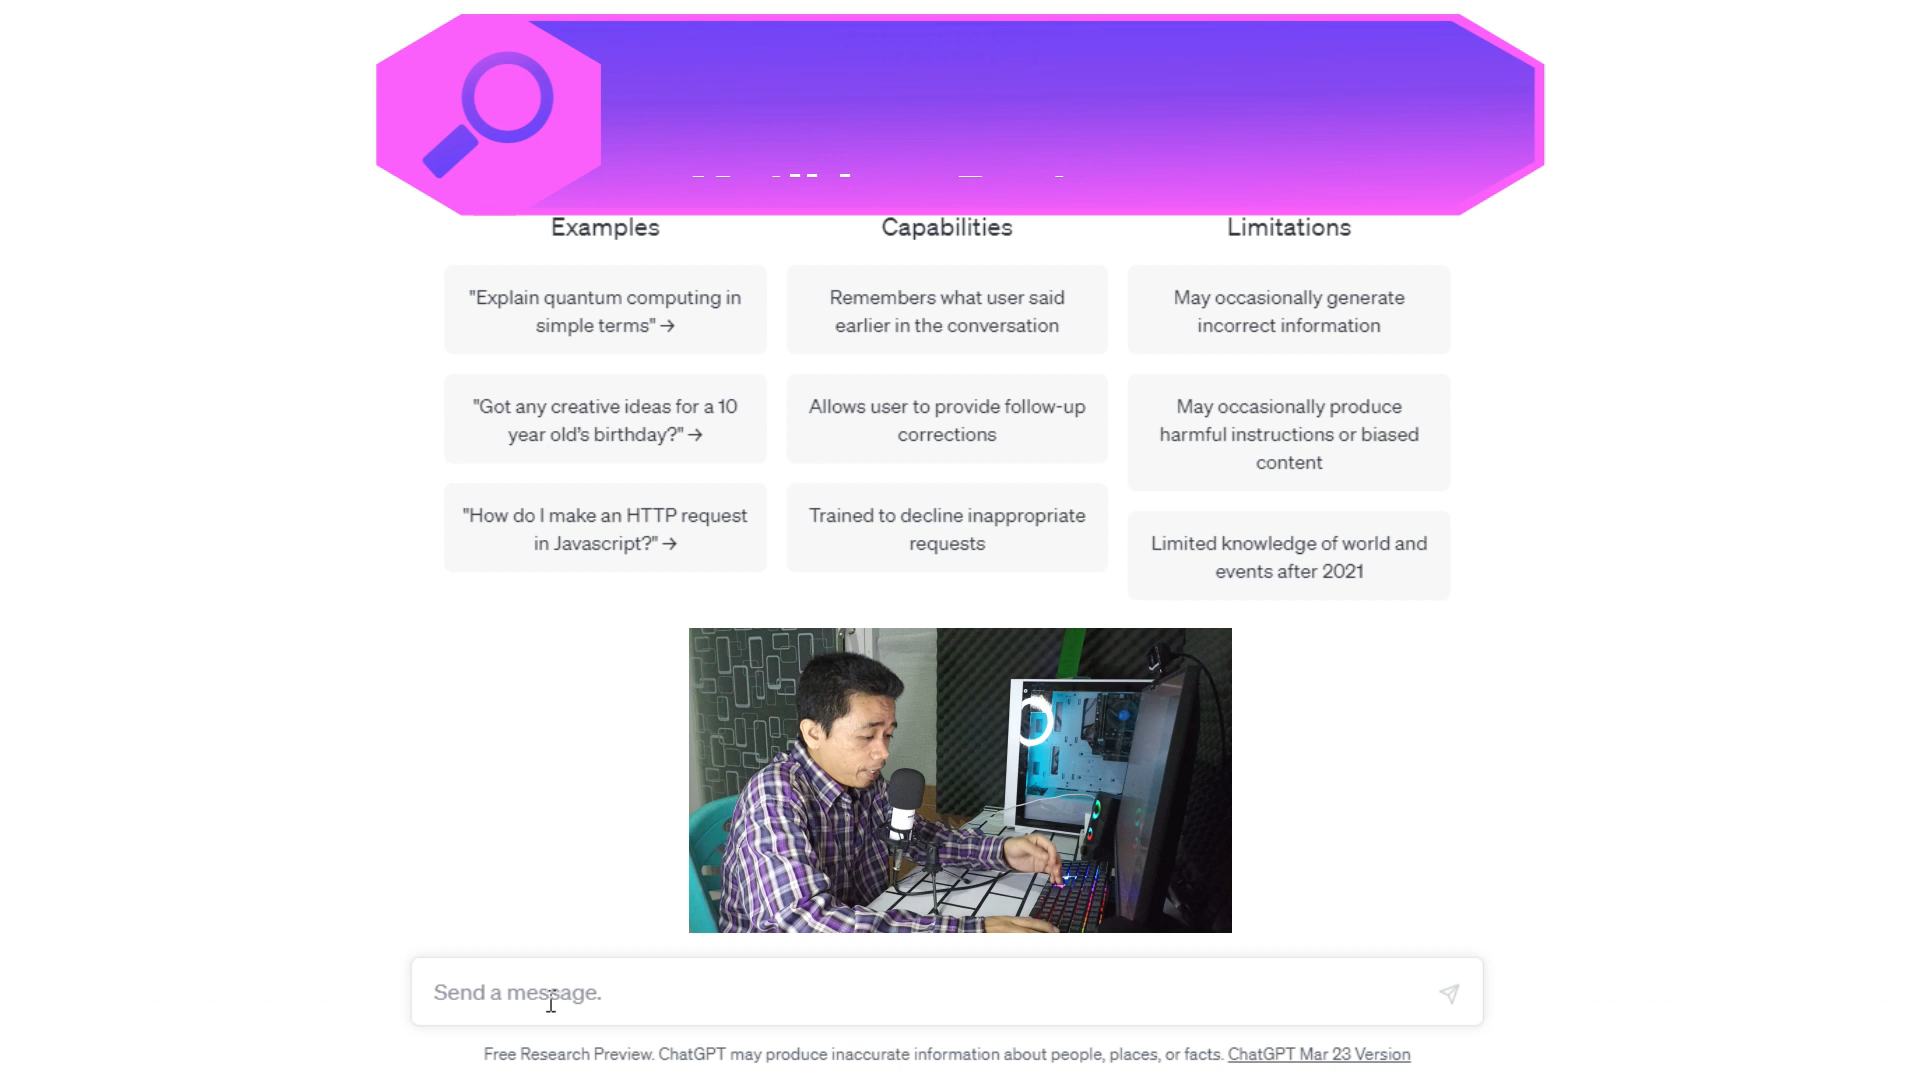 Examples
"Explain quantum computing in
simple terms" →
"Got any creative ideas for a 10
year old's birthday?" →
"How do I make an HTTP request
in Javascript?" →
Capabilities
Remembers what user said
earlier in the conversation
Allows user to provide follow-up
corrections
Trained to decline inappropriate
requests
Limitations
May occasionally generate
incorrect information
May occasionally produce
harmful instructions or biased
content
Limited knowledge of world and
events after 2021
Send a message.
Free Research Preview. ChatGPT may produce inaccurate information about people, places, or facts. ChatGPT Mar 23 Version